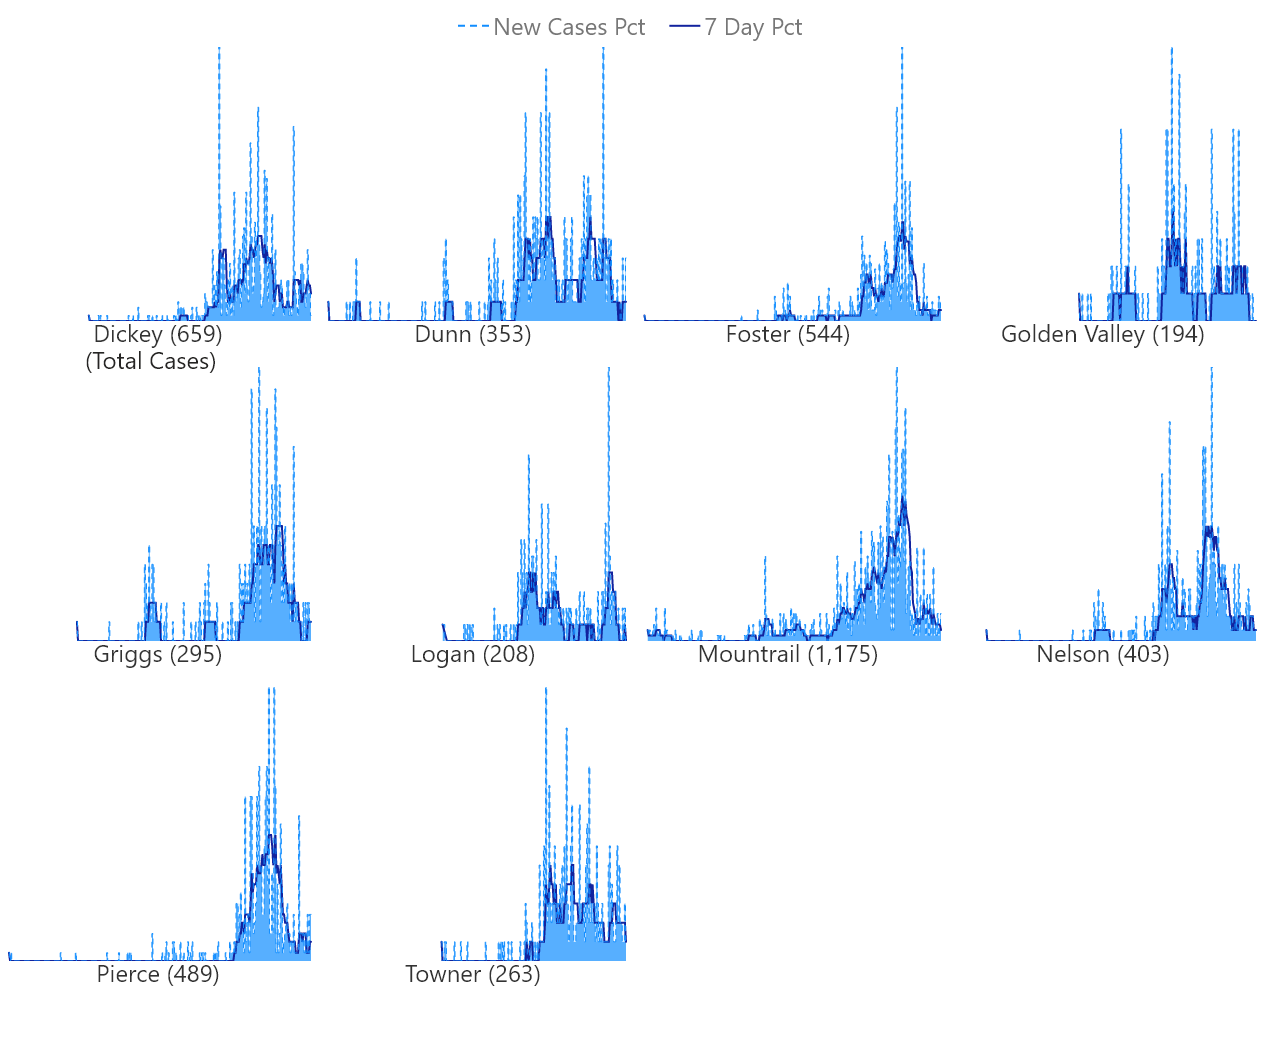 New Cases Pct 7 Day Pct
Dickey (659) Dunn (353) Foster (544) Golden Valley (194)
(Total Cases)
Griggs (295) Logan (208) Mountrail (1,175) Nelson (403)
Pierce (489) Towner (263)